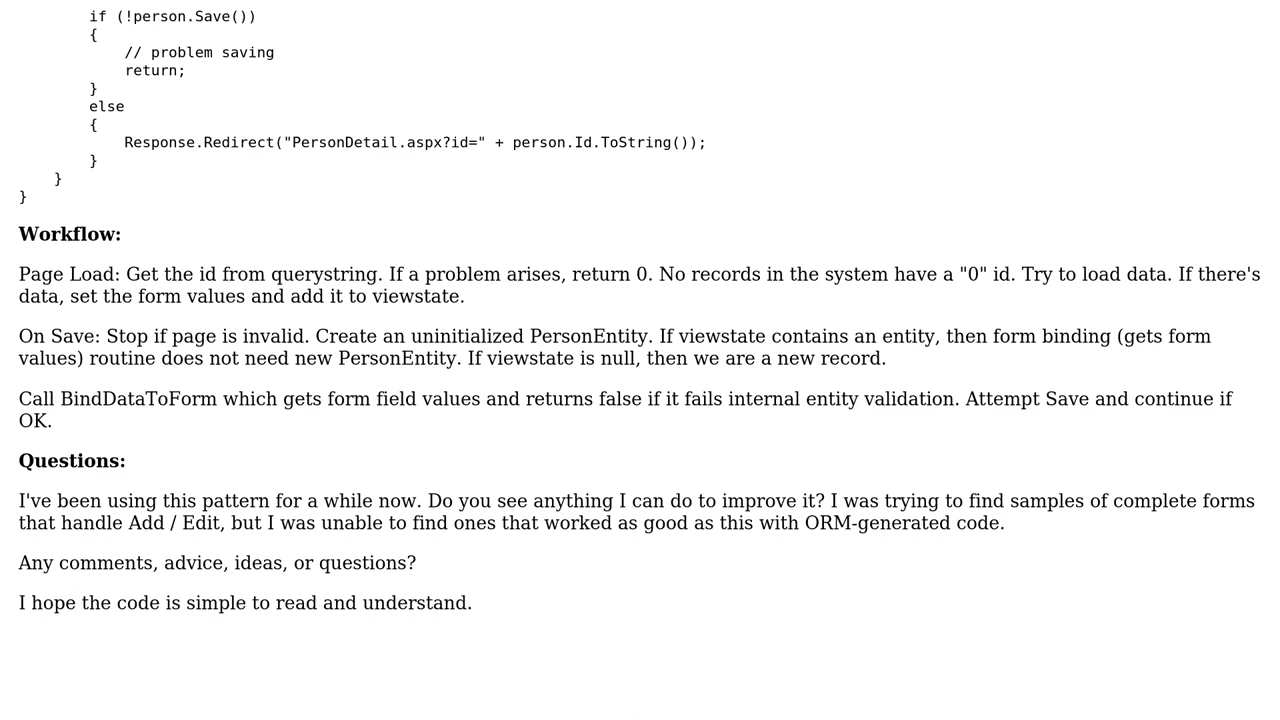 if (!person.Save())
{
// problem saving
return;
}
else
{
Response.Redirect("PersonDetail.aspx?id=" + person.Id.ToString());
}
}
}
Workflow:
Page Load: Get the id from querystring. If a problem arises, return 0. No records in the system have a "0" id. Try to load data. If there's
data, set the form values and add it to viewstate.
On Save: Stop if page is invalid. Create an uninitialized PersonEntity. If viewstate contains an entity, then form binding (gets form
values) routine does not need new PersonEntity. If viewstate is null, then we are a new record.
Call BindDataToForm which gets form field values and returns false if it fails internal entity validation. Attempt Save and continue if
OK.
Questions:
I've been using this pattern for a while now. Do you see anything I can do to improve it? I was trying to find samples of complete forms
that handle Add / Edit, but I was unable to find ones that worked as good as this with ORM-generated code.
Any comments, advice, ideas, or questions?
I hope the code is simple to read and understand.